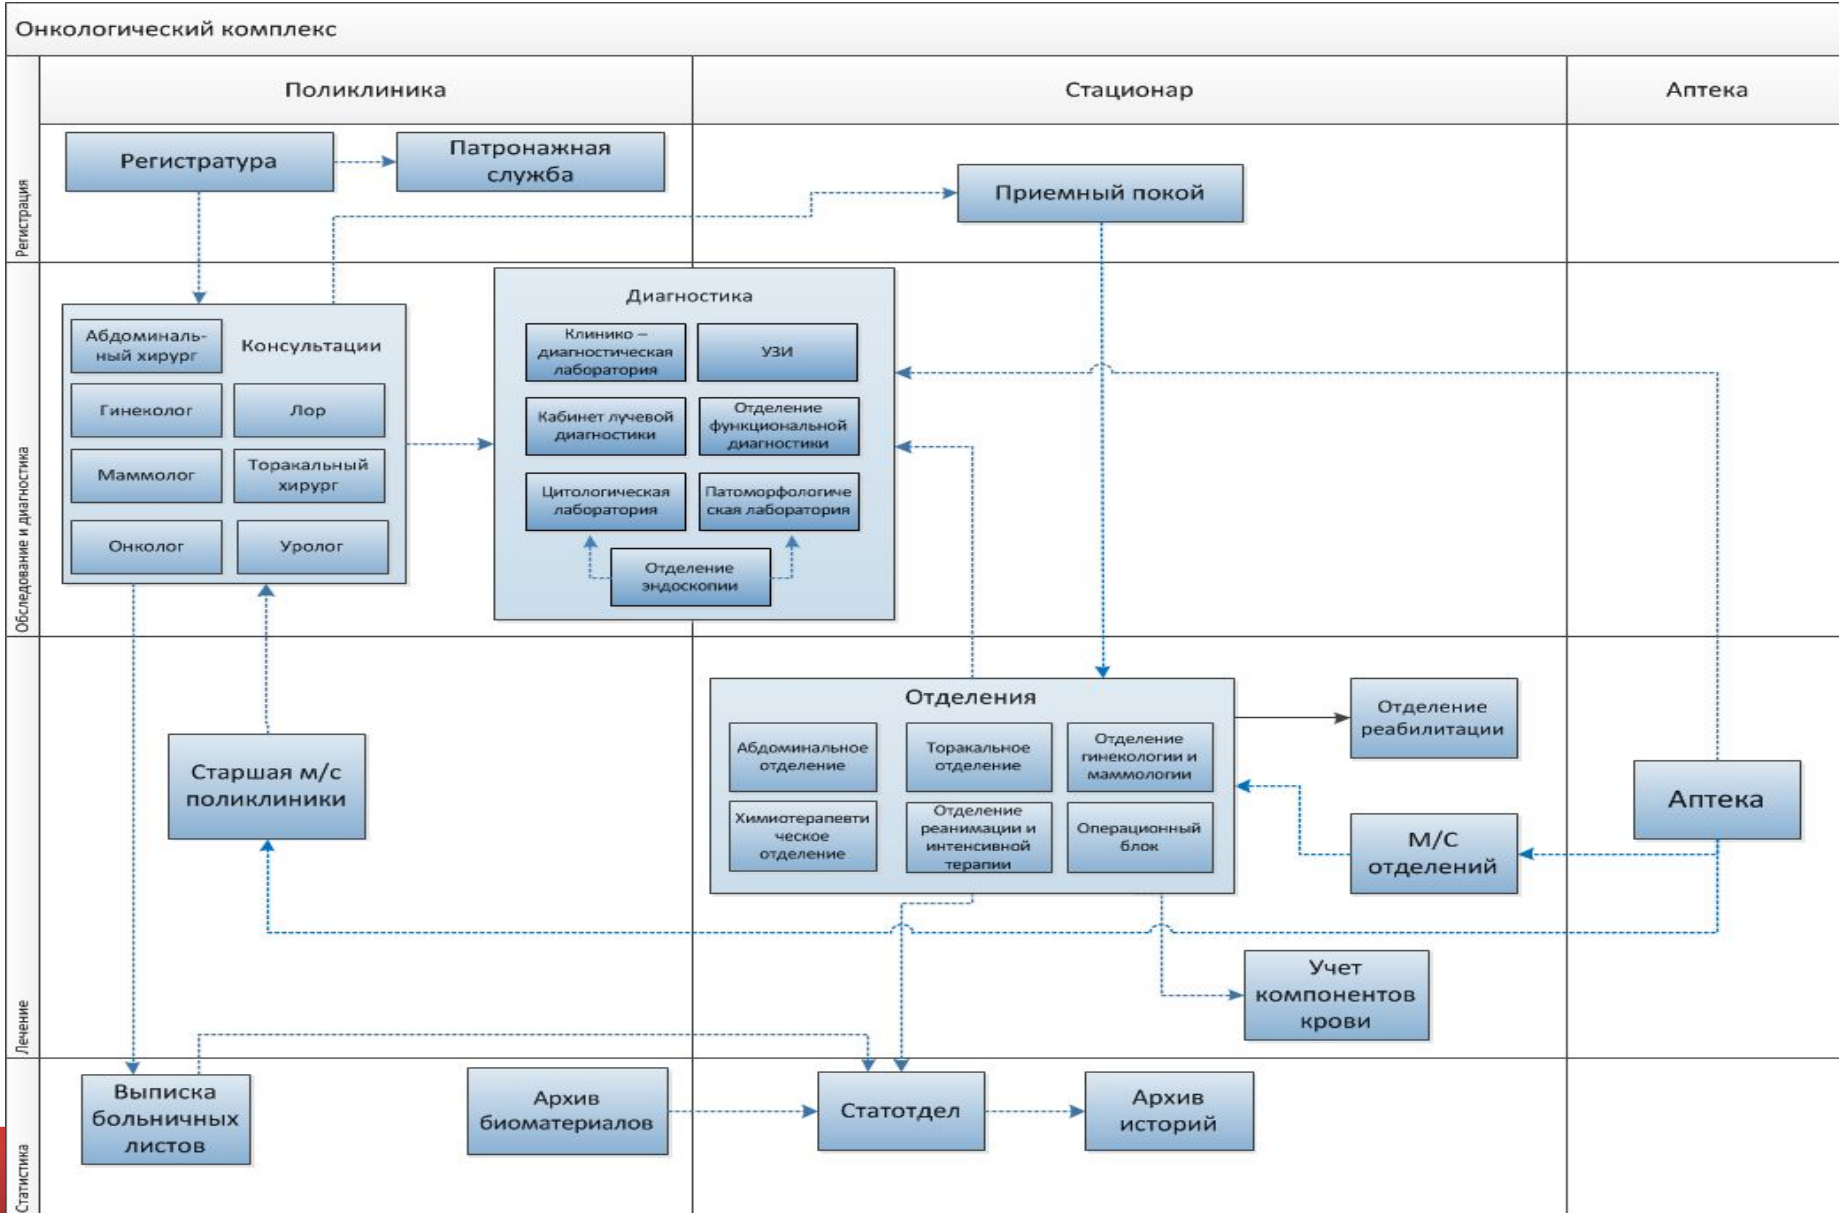 Онкологический комплекс
Поликлиника
Стационар
Аптека
Регистрация
Регистратура
Патронажная
служба
Приемный покой
Обследование и диагностика
Абдоминаль-
ный хирург
Консультации
Гинеколог
Лор
Маммолог
Торакальный
хирург
Онколог
Уролог
Диагностика
Клинико –
диагностическая
лаборатория
УЗИ
Кабинет лучевой
диагностики
Отделение
функциональной
диагностики
Цитологическая
лаборатория
Патоморфологиче
ская лаборатория
Отделение
эндоскопии
Лечение
Старшая м/с
поликлиники
Отделения
Абдоминальное
отделение
Торакальное
отделение
Отделение
гинекологии и
маммологии
Химиотерапевти
ческое
отделение
Отделение
реанимации и
интенсивной
терапии
Операционный
блок
Отделение
реабилитации
М/С
отделений
Аптека
Учет
компонентов
крови
Статистика
Выписка
больничных
листов
Архив
биоматериалов
Статотдел
Архив
историй